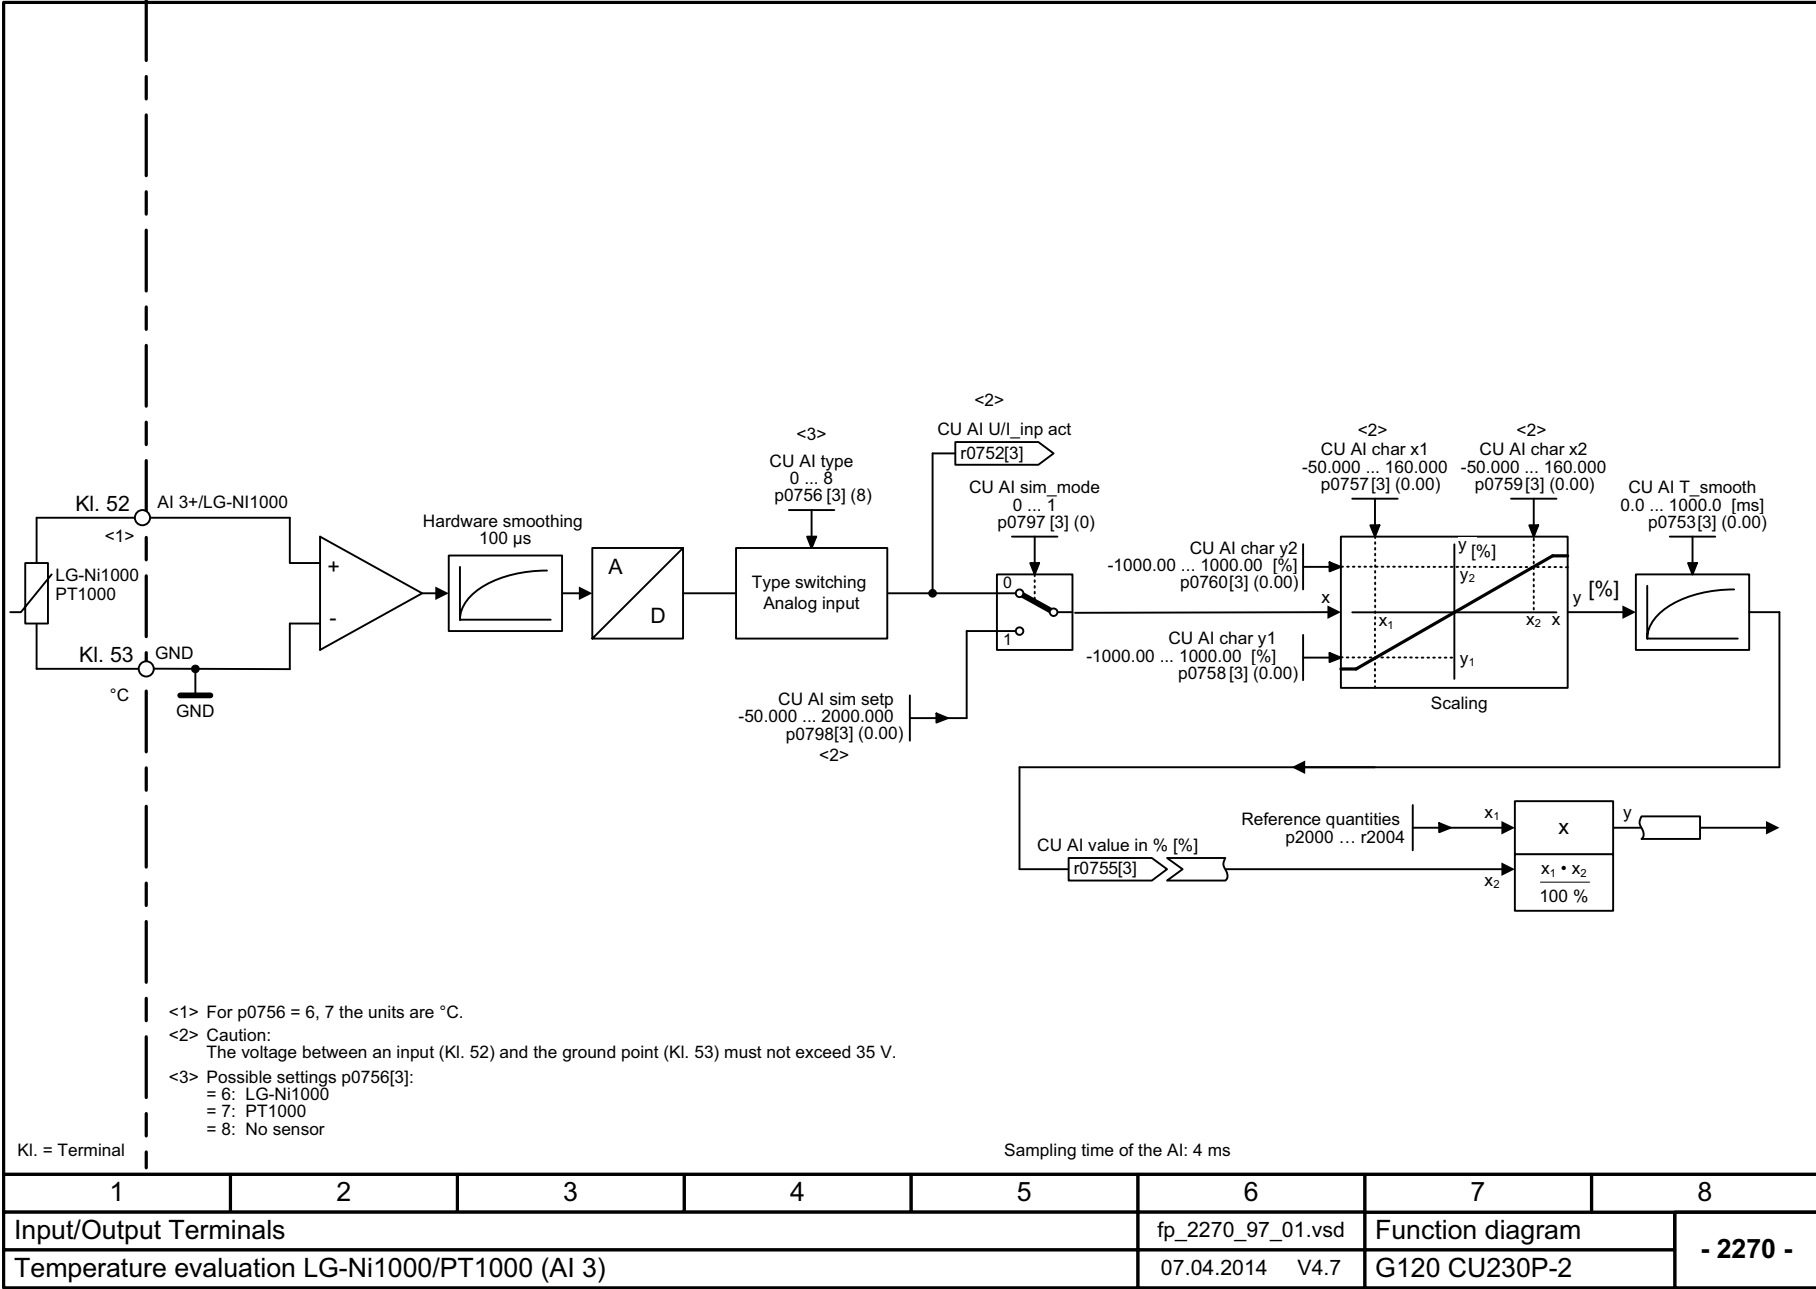 <2>
CU AI U/I_inp act
r0752[3]
<3>
CU AI type
0 ... 8
p0756 [3] (8)
CU AI sim_mode
0 ... 1
p0797 [3] (0)
<2>
CU AI char x1
-50.000 ... 160.000
p0757[3] (0.00)
<2>
CU AI char x2
-50.000 ... 160.000
p0759[3] (0.00)
CU AI T_smooth
0.0 ... 1000.0 [ms]
p0753[3] (0.00)
Kl. 52
AI 3+/LG-NI1000
<1>
LG-Ni1000
PT1000
Kl. 53
GND
°C
GND
+
-
Hardware smoothing
100 µs
A
D
Type switching
Analog input
0
1
CU AI sim setp
-50.000 ... 2000.000
p0798[3] (0.00)
<2>
CU AI char y2
-1000.00 ... 1000.00 [%]
p0760[3] (0.00)
x
CU AI char y1
-1000.00 ... 1000.00 [%]
p0758 [3] (0.00)
y [%]
y2
x1
x2 x
y1
Scaling
y [%]
Reference quantities
p2000 … r2004
x1
x
y
CU AI value in % [%]
r0755[3]
x2
x1 • x2
100 %
<1> For p0756 = 6, 7 the units are °C.
<2> Caution:
The voltage between an input (Kl. 52) and the ground point (Kl. 53) must not exceed 35 V.
<3> Possible settings p0756[3]:
= 6: LG-Ni1000
= 7: PT1000
= 8: No sensor
Kl. = Terminal
Sampling time of the AI: 4 ms
1 2 3 4 5 6 7 8
Input/Output Terminals
fp_2270_97_01.vsd
Function diagram
- 2270 -
Temperature evaluation LG-Ni1000/PT1000 (AI 3)
07.04.2014 V4.7
G120 CU230P-2